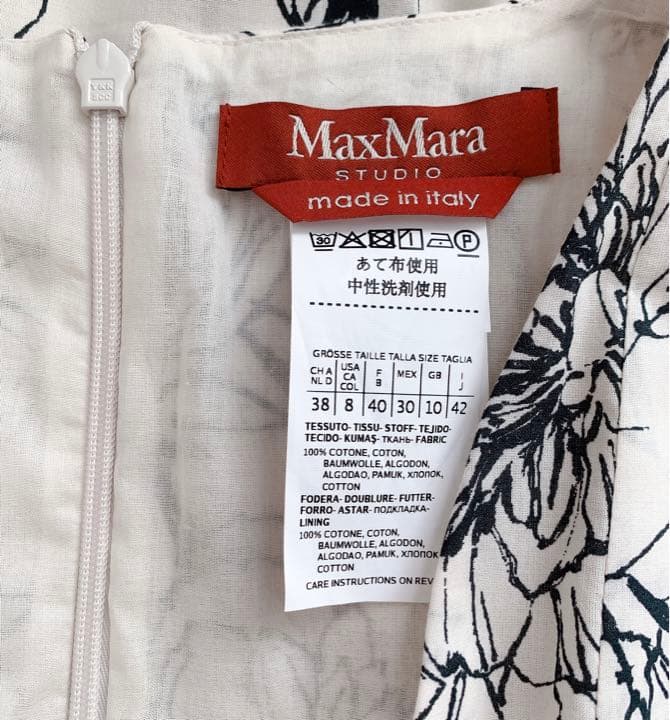 YKK
SCC
MaxMara
STUDIO
made in italy
30 P
あて布使用
中性洗剤使用
GRÖSSE TAILLE TALLA SIZE TAGLIA
CH A NL D USA CA COL F B MEX GB I J
38 8 40 30 10 42
TESSUTO- TISSU- STOFF- TEJIDO-
TECIDO- KUMAŞ- ТКАНЬ- FABRIC
100% COTONE, COTON,
BAUMWOLLE, ALGODON,
ALGODAO, PAMUK, ХЛОПОК,
COTTON
FODERA- DOUBLURE- FUTTER-
FORRO- ASTAR- ПОДКЛАДКА-
LINING
100% COTONE, COTON,
BAUMWOLLE, ALGODON,
ALGODAO, PAMUK, ХЛОПОК
COTTON
CARE INSTRUCTIONS ON REV